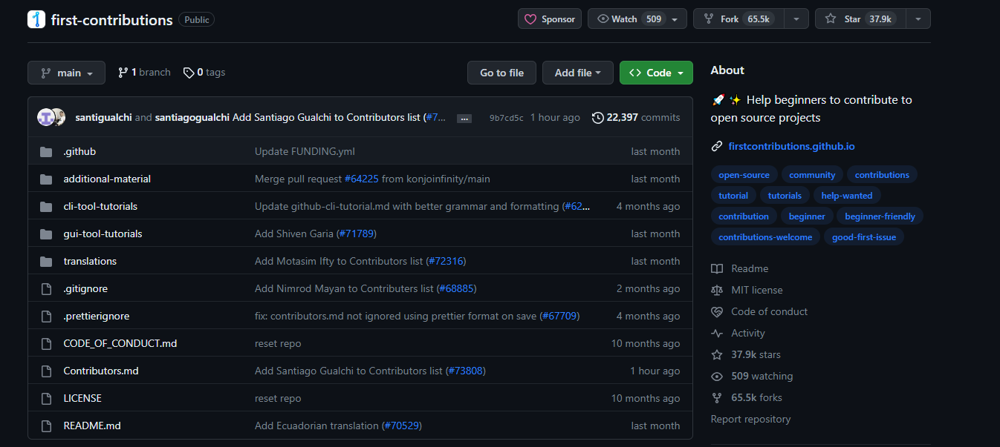 first-contributions Public Sponsor Watch 509 Fork 65.5k Star 37.9k
main 1 branch 0 tags Go to file Add file Code
santigualchi and santiagogualchi Add Santiago Gualchi to Contributors list (#7... ... 9b7cd5c 1 hour ago 22,397 commits
.github Update FUNDING.yml last month
additional-material Merge pull request #64225 from konjoinfinity/main last month
cli-tool-tutorials Update github-cli-tutorial.md with better grammar and formatting (#62... 4 months ago
gui-tool-tutorials Add Shiven Garia (#71789) last month
translations Add Motasim Ifty to Contributors list (#72316) last month
.gitignore Add Nimrod Mayan to Contributers list (#68885) 2 months ago
.prettierignore fix: contributors.md not ignored using prettier format on save (#67709) 4 months ago
CODE_OF_CONDUCT.md reset repo 10 months ago
Contributors.md Add Santiago Gualchi to Contributors list (#73808) 1 hour ago
LICENSE reset repo 10 months ago
README.md Add Ecuadorian translation (#70529) last month
About
🚀 ✨ Help beginners to contribute to
open source projects
firstcontributions.github.io
open-source community contributions
tutorial tutorials help-wanted
contribution beginner beginner-friendly
contributions-welcome good-first-issue
Readme
MIT license
Code of conduct
Activity
37.9k stars
509 watching
65.5k forks
Report repository